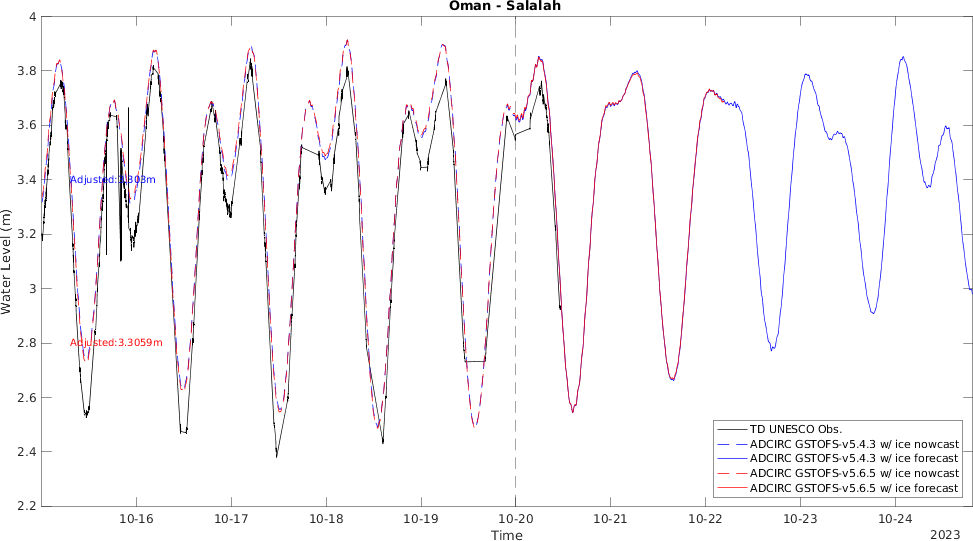 Oman - Salalah
4
3.8
3.6
3.4
3.2
3
2.8
2.6
2.4
2.2
Water Level (m)
Adjusted:3.303m
Adjusted:3.3059m
TD UNESCO Obs.
ADCIRC GSTOFS-v5.4.3 w/ ice nowcast
ADCIRC GSTOFS-v5.4.3 w/ ice forecast
ADCIRC GSTOFS-v5.6.5 w/ ice nowcast
ADCIRC GSTOFS-v5.6.5 w/ ice forecast
10-16 10-17 10-18 10-19 10-20 10-21 10-22 10-23 10-24
Time
2023